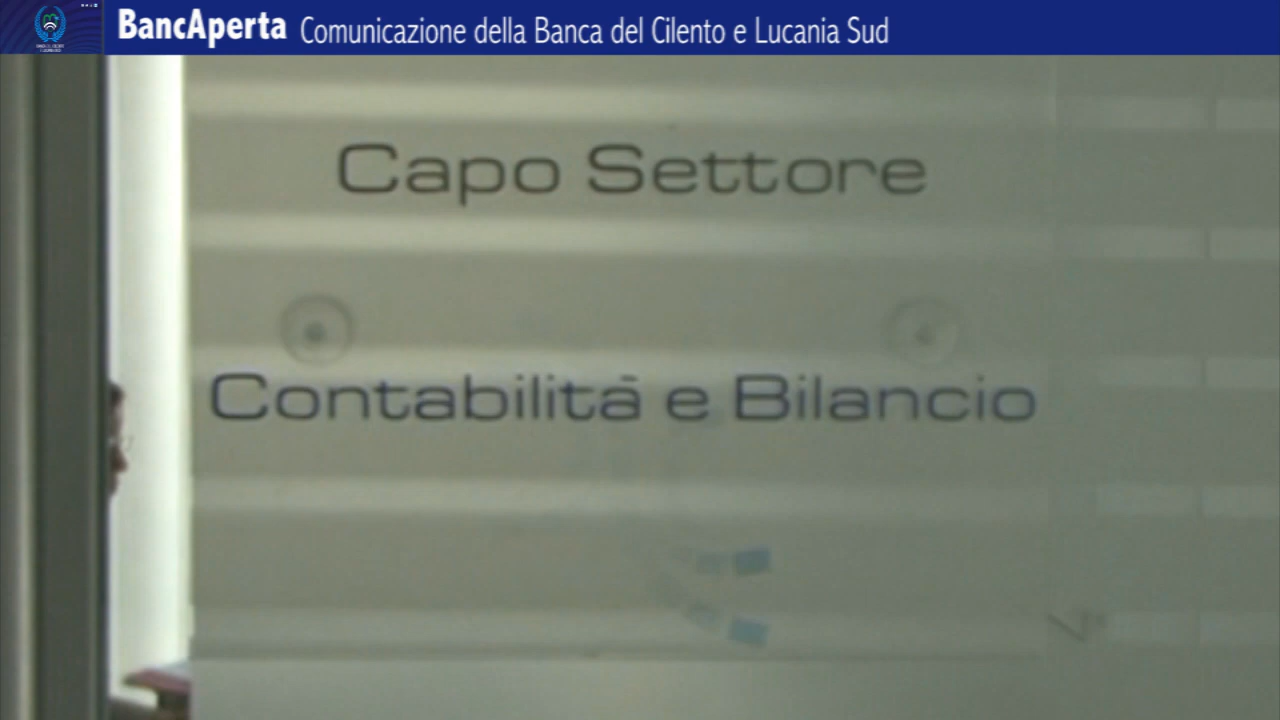 BancAperta Comunicazione della Banca del Cilento e Lucania Sud
Capo Settore
Contabilità e Bilancio